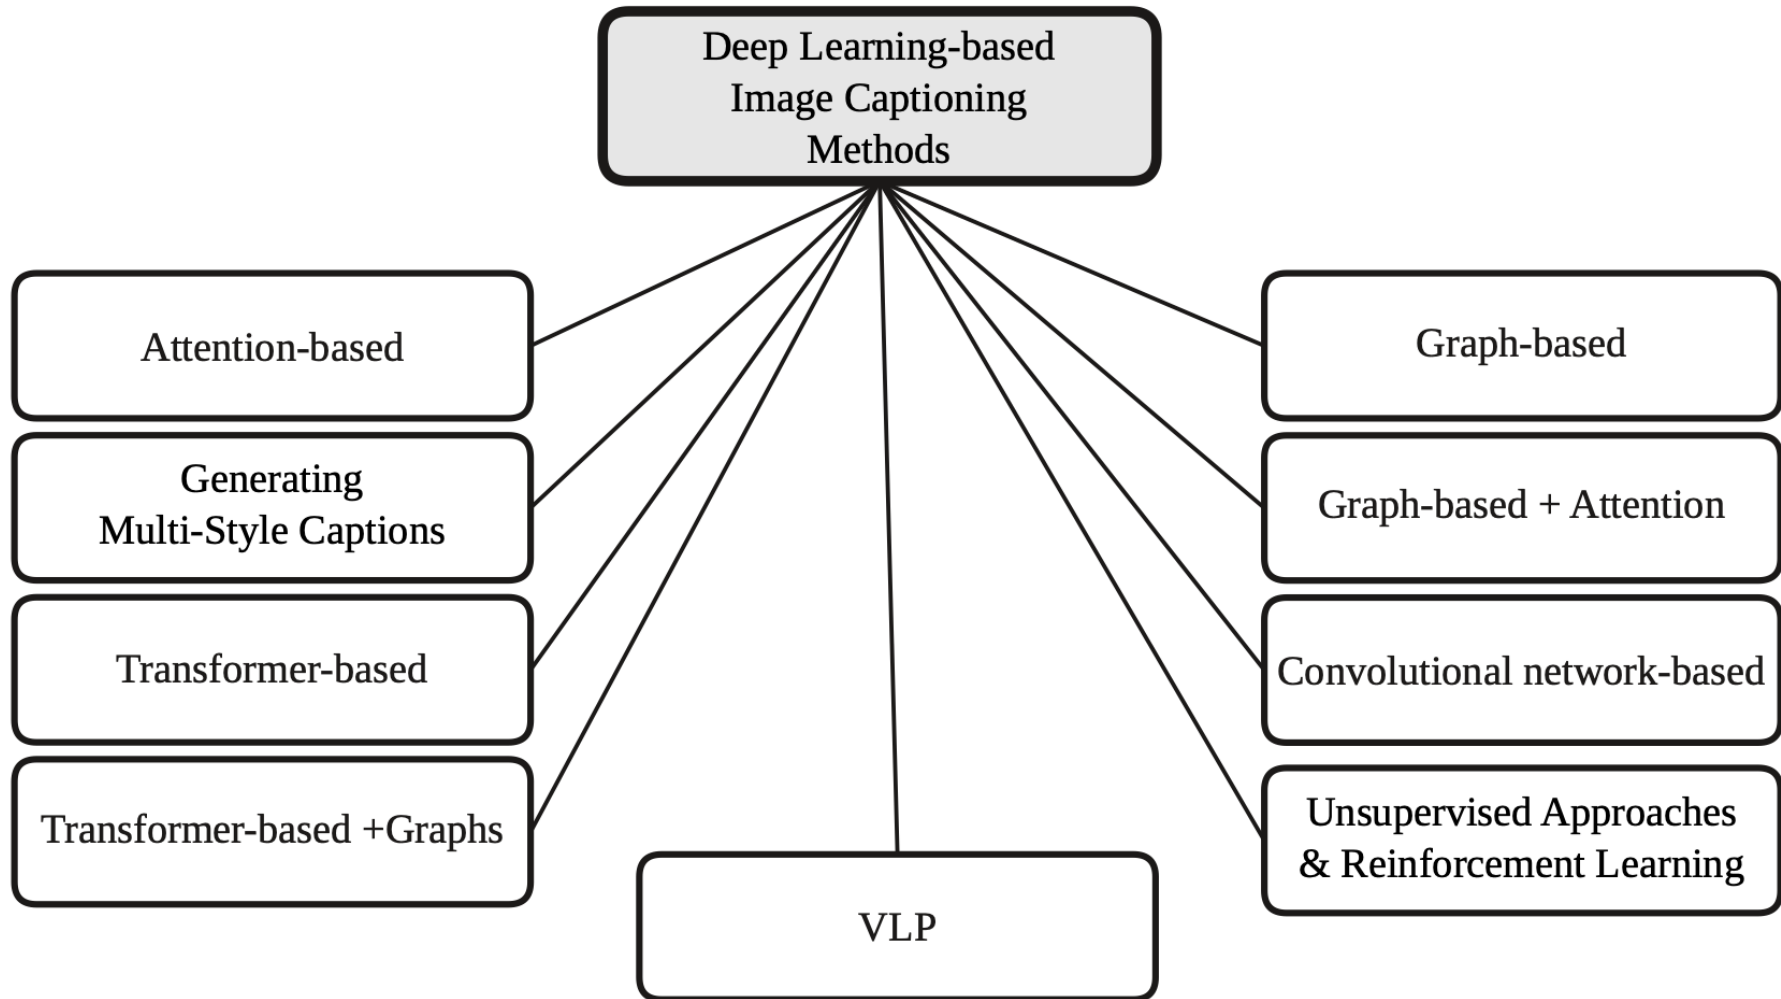 Deep Learning-based
Image Captioning
Methods
Attention-based
Generating
Multi-Style Captions
Transformer-based
Transformer-based +Graphs
VLP
Graph-based
Graph-based + Attention
Convolutional network-based
Unsupervised Approaches
& Reinforcement Learning